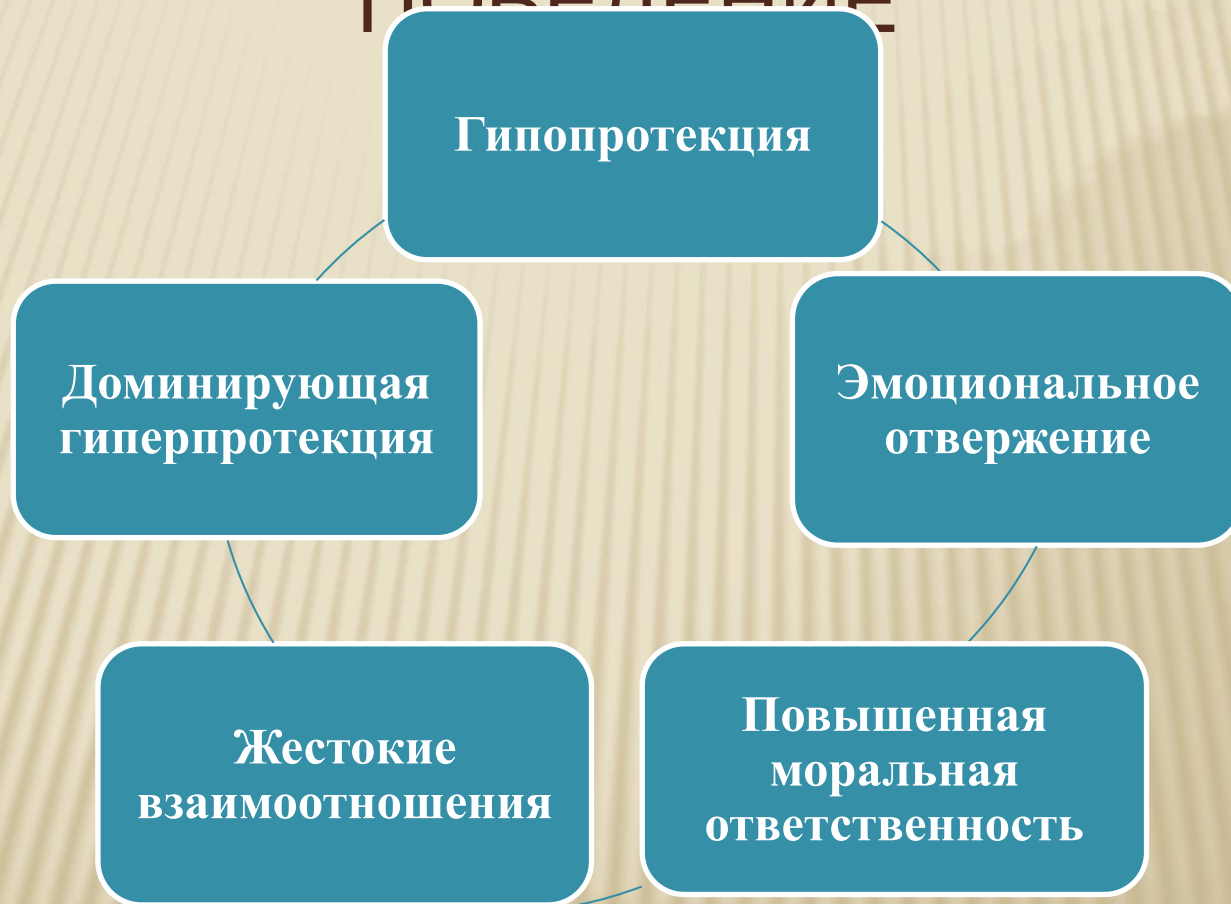 Гипопротекция
Доминирующая
гиперпротекция
Эмоциональное
отвержение
Жестокие
взаимоотношения
Повышенная
моральная
ответственность